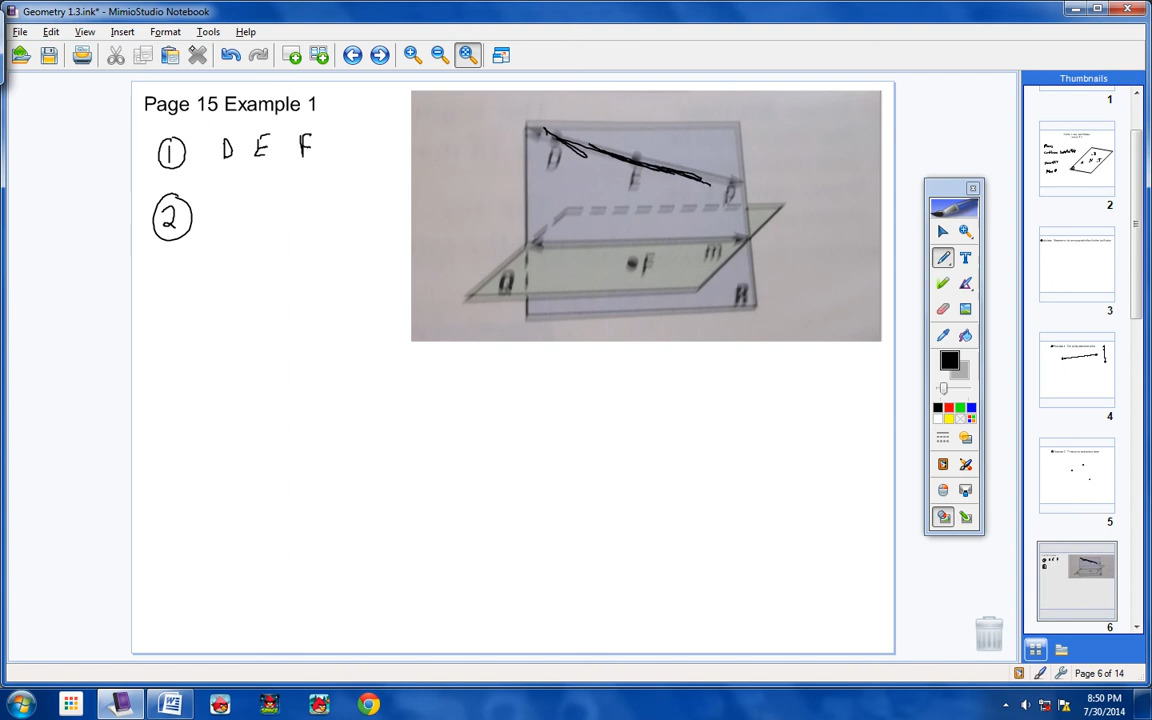 Geometry 1.3.ink* - MimioStudio Notebook
File Edit View Insert Format Tools Help
Thumbnails
1
Page 15 Example 1
1 D E F
2
D
E
P
m
F
Q
R
2
3
4
5
6
Page 6 of 14
8:50 PM
7/30/2014